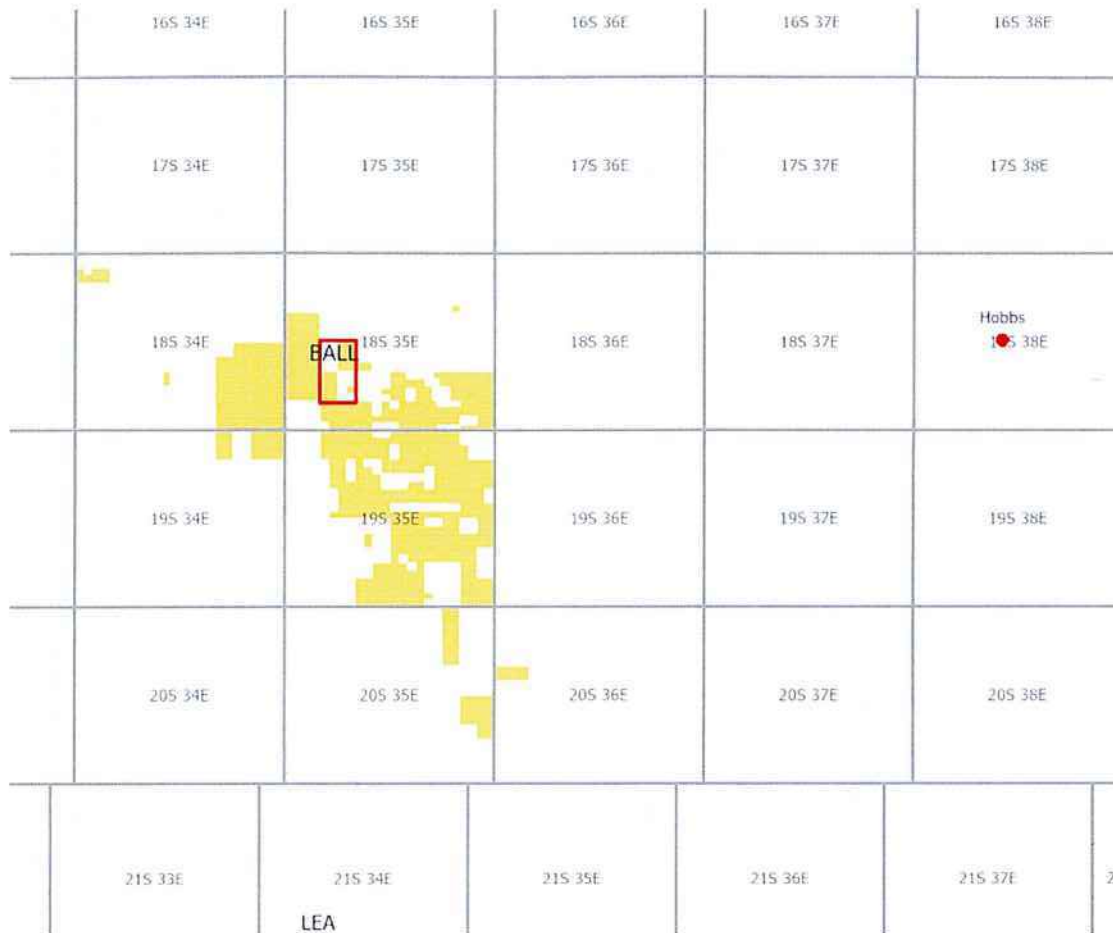 16S 34E 16S 35E 16S 36E 16S 37E 16S 38E
17S 34E 17S 35E 17S 36E 17S 37E 17S 38E
Hobbs
18S 34E 18S 35E 18S 36E 18S 37E 38E
BALL
19S 34E 19S 35E 19S 36E 19S 37E 19S 38E
20S 34E 20S 35E 20S 36E 20S 37E 20S 38E
21S 33E 21S 34E 21S 35E 21S 36E 21S 37E 2
LEA